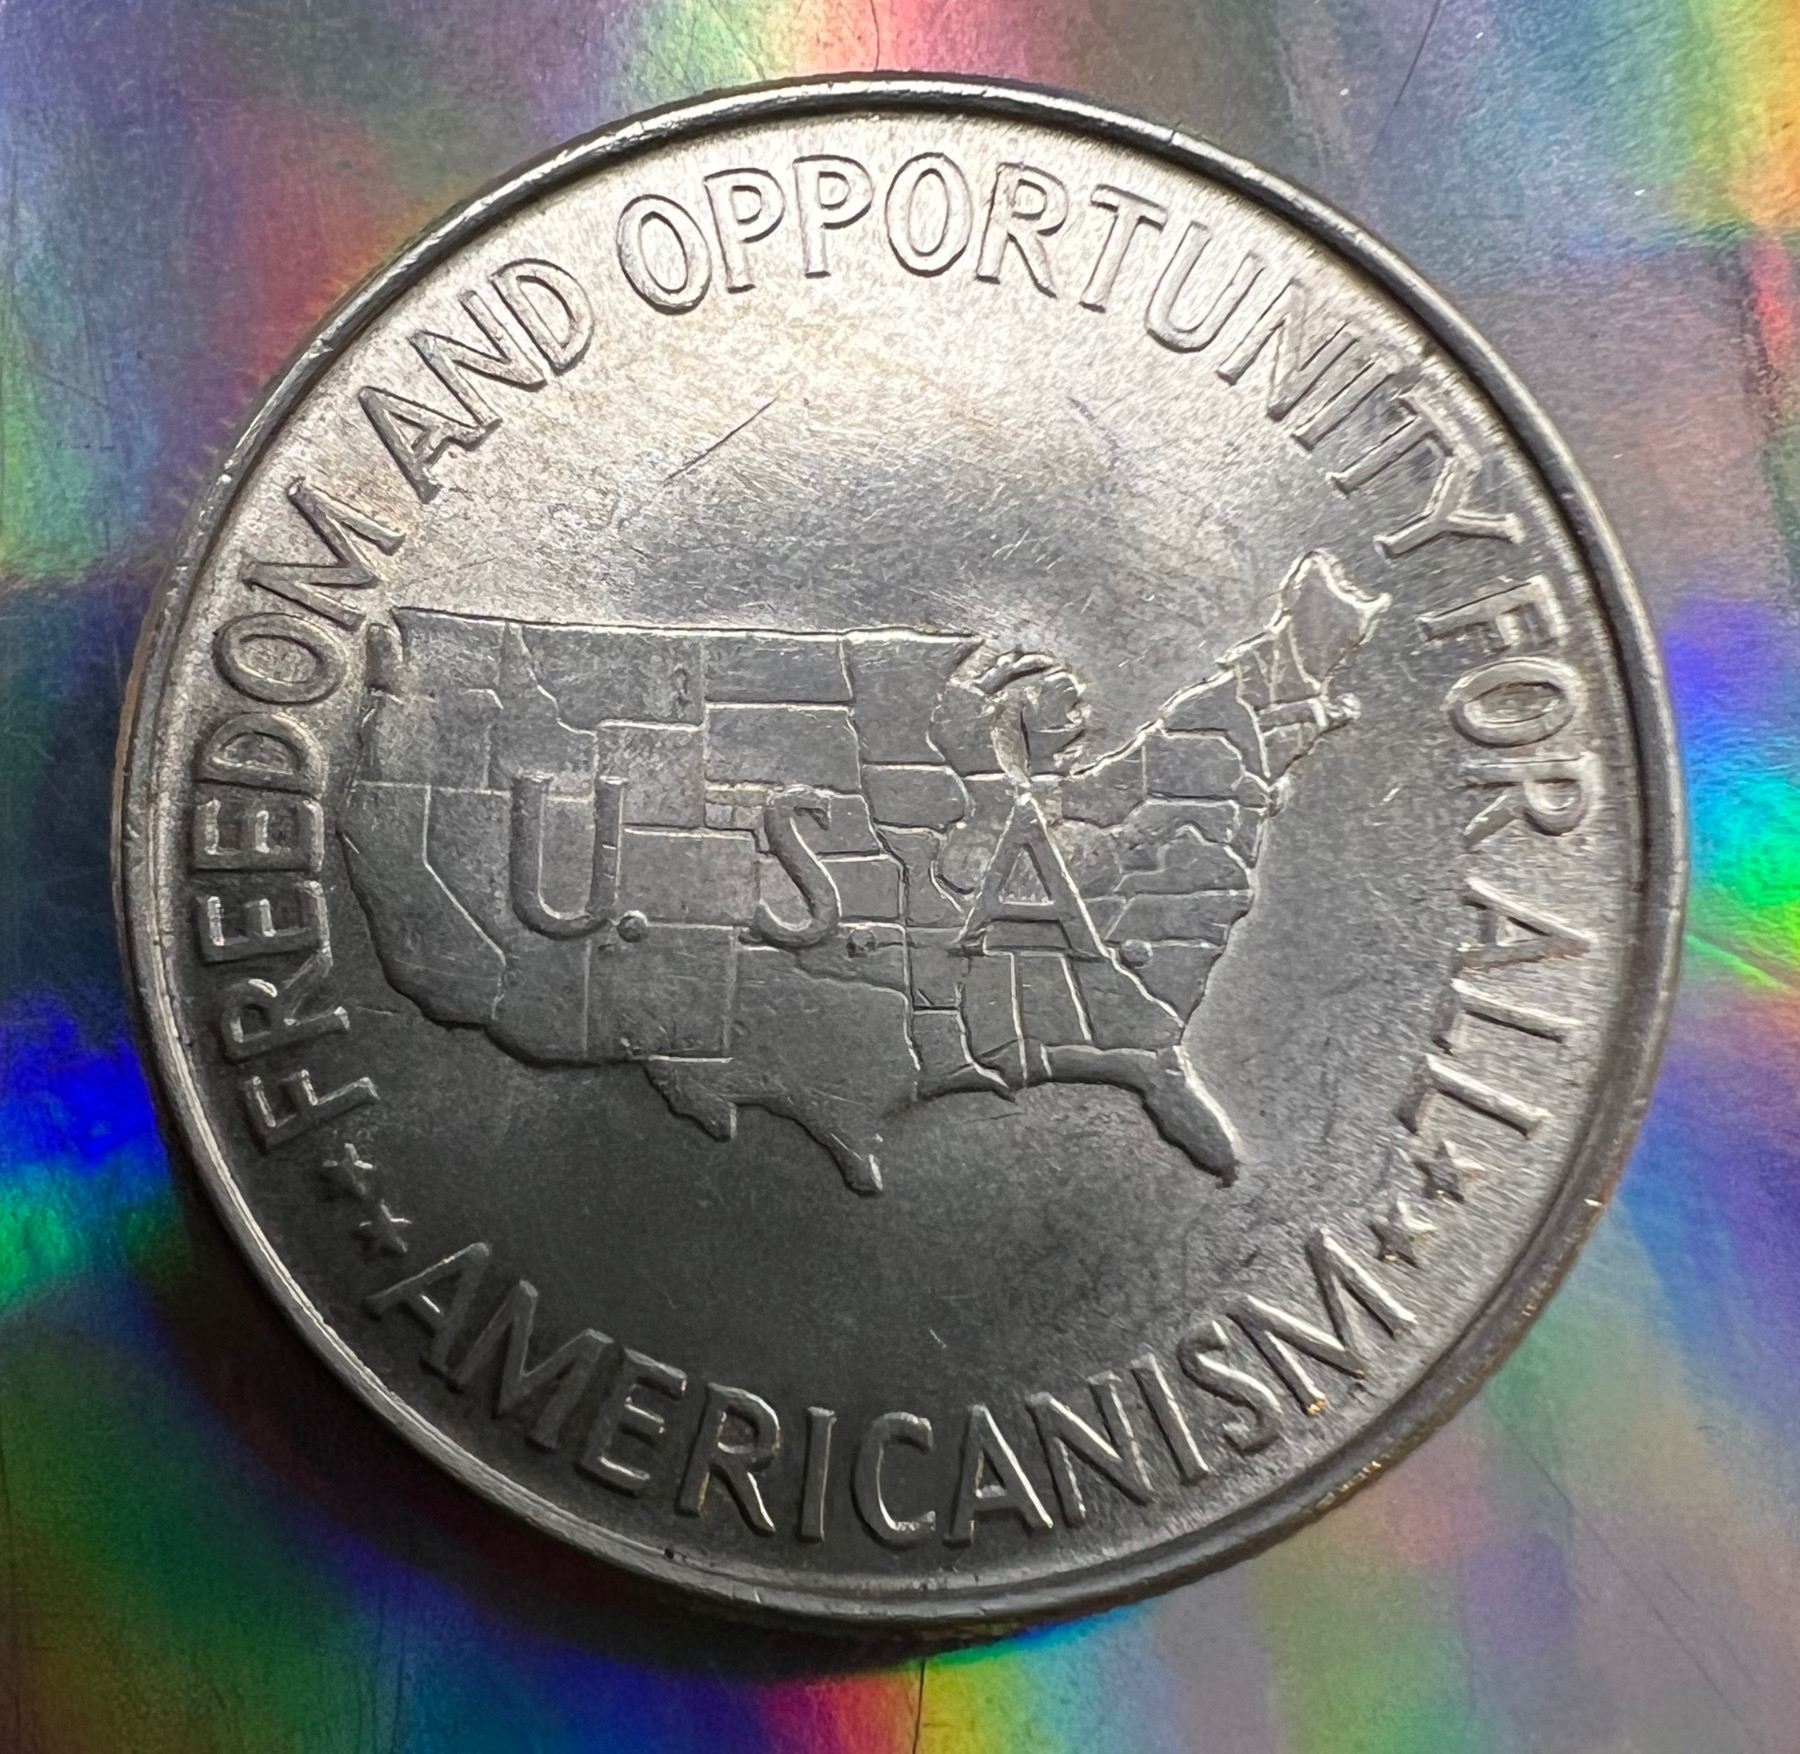 FREEDOM AND OPPORTUNITY FOR ALL
U.S.A.
AMERICANISM